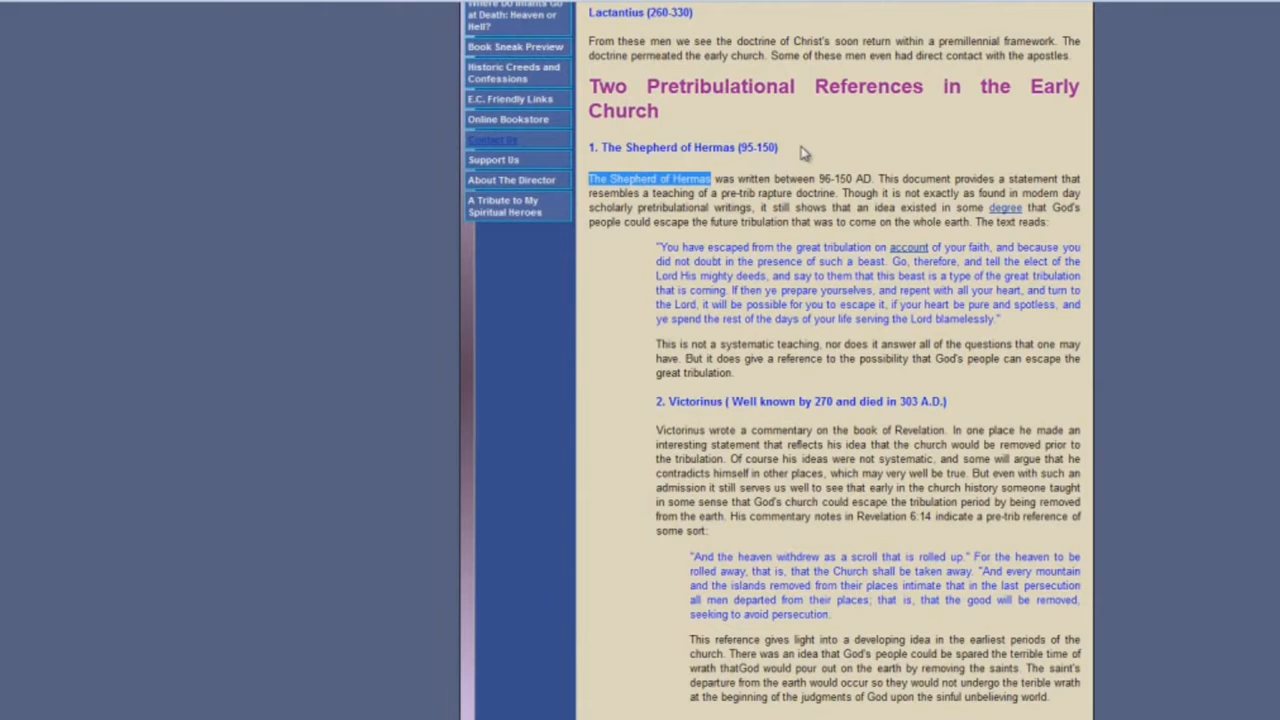 Where Do Infants Go
at Death: Heaven or
Hell?
Book Sneak Preview
Historic Creeds and
Confessions
E.C. Friendly Links
Online Bookstore
Contact Us
Support Us
About The Director
A Tribute to My
Spiritual Heroes
Lactantius (260-330)
From these men we see the doctrine of Christ's soon return within a premillennial framework. The
doctrine permeated the early church. Some of these men even had direct contact with the apostles.
Two Pretribulational References in the Early
Church
1. The Shepherd of Hermas (95-150)
The Shepherd of Hermas was written between 96-150 AD. This document provides a statement that
resembles a teaching of a pre-trib rapture doctrine. Though it is not exactly as found in modern day
scholarly pretribulational writings, it still shows that an idea existed in some degree that God's
people could escape the future tribulation that was to come on the whole earth. The text reads:
"You have escaped from the great tribulation on account of your faith, and because you
did not doubt in the presence of such a beast. Go, therefore, and tell the elect of the
Lord His mighty deeds, and say to them that this beast is a type of the great tribulation
that is coming. If then ye prepare yourselves, and repent with all your heart, and turn to
the Lord, it will be possible for you to escape it, if your heart be pure and spotless, and
ye spend the rest of the days of your life serving the Lord blamelessly."
This is not a systematic teaching, nor does it answer all of the questions that one may
have. But it does give a reference to the possibility that God's people can escape the
great tribulation.
2. Victorinus ( Well known by 270 and died in 303 A.D.)
Victorinus wrote a commentary on the book of Revelation. In one place he made an
interesting statement that reflects his idea that the church would be removed prior to
the tribulation. Of course his ideas were not systematic, and some will argue that he
contradicts himself in other places, which may very well be true. But even with such an
admission it still serves us well to see that early in the church history someone taught
in some sense that God's church could escape the tribulation period by being removed
from the earth. His commentary notes in Revelation 6:14 indicate a pre-trib reference of
some sort:
"And the heaven withdrew as a scroll that is rolled up." For the heaven to be
rolled away, that is, that the Church shall be taken away. "And every mountain
and the islands removed from their places intimate that in the last persecution
all men departed from their places; that is, that the good will be removed,
seeking to avoid persecution.
This reference gives light into a developing idea in the earliest periods of the
church. There was an idea that God's people could be spared the terrible time of
wrath thatGod would pour out on the earth by removing the saints. The saint's
departure from the earth would occur so they would not undergo the terible wrath
at the beginning of the judgments of God upon the sinful unbelieving world.